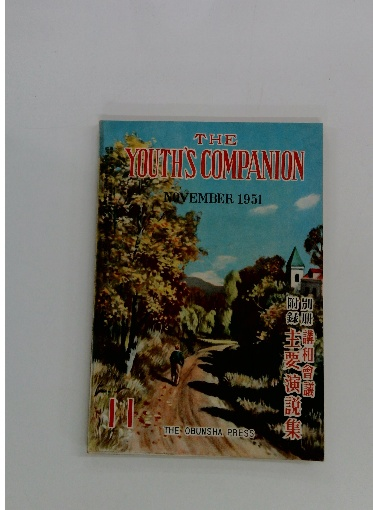 THE
YOUTH'S COMPANION
NOVEMBER 1951
別冊
附録
講和會議
主要演説集
11
THE OBUNSHA PRESS